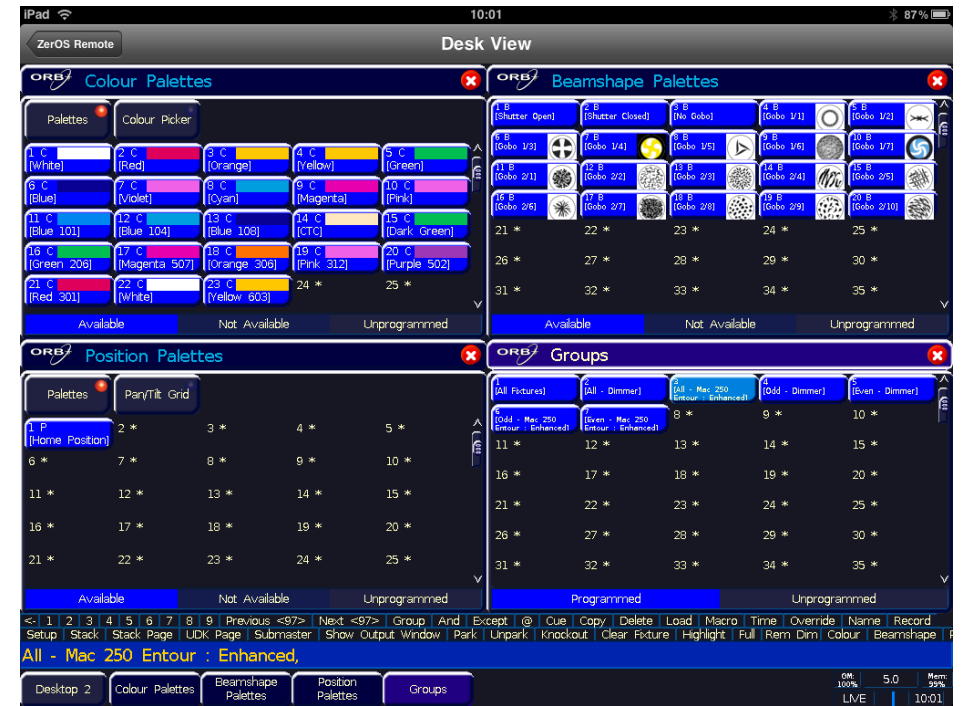 iPad 10:01 87%
ZerOS Remote Desk View
ORB Colour Palettes
Palettes Colour Picker
1 C 2 C 3 C 4 C 5 C
[White] [Red] [Orange] [Yellow] [Green]
6 C 7 C 8 C 9 C 10 C
[Blue] [Violet] [Cyan] [Magenta] [Pink]
11 C 12 C 13 C 14 C 15 C
[Blue 101] [Blue 104] [Blue 108] [CTC] [Dark Green]
16 C 17 C 18 C 19 C 20 C
[Green 206] [Magenta 507] [Orange 306] [Pink 312] [Purple 502]
21 C 22 C 23 C 24 * 25 *
[Red 301] [White] [Yellow 603]
Available Not Available Unprogrammed
ORB Beamshape Palettes
1 B 2 B 3 B 4 B 5 B
[Shutter Open] [Shutter Closed] [No Gobo] [Gobo 1/1] [Gobo 1/2]
6 B 7 B 8 B 9 B 10 B
[Gobo 1/3] [Gobo 1/4] [Gobo 1/5] [Gobo 1/6] [Gobo 1/7]
11 B 12 B 13 B 14 B 15 B
[Gobo 2/1] [Gobo 2/2] [Gobo 2/3] [Gobo 2/4] [Gobo 2/5]
16 B 17 B 18 B 19 B 20 B
[Gobo 2/6] [Gobo 2/7] [Gobo 2/8] [Gobo 2/9] [Gobo 2/10]
21 * 22 * 23 * 24 * 25 *
26 * 27 * 28 * 29 * 30 *
31 * 32 * 33 * 34 * 35 *
Available Not Available Unprogrammed
ORB Position Palettes
Palettes Pan/Tilt Grid
1 P 2 * 3 * 4 * 5 *
[Home Position]
6 * 7 * 8 * 9 * 10 *
11 * 12 * 13 * 14 * 15 *
16 * 17 * 18 * 19 * 20 *
21 * 22 * 23 * 24 * 25 *
Available Not Available Unprogrammed
ORB Groups
1 2 3 4 5
[All Fixtures] [All - Dimmer] [All - Mac 250 Entour : Enhanced] [Odd - Dimmer] [Even - Dimmer]
6 7 8 * 9 * 10 *
[Odd - Mac 250 Entour : Enhanced] [Even - Mac 250 Entour : Enhanced]
11 * 12 * 13 * 14 * 15 *
16 * 17 * 18 * 19 * 20 *
21 * 22 * 23 * 24 * 25 *
26 * 27 * 28 * 29 * 30 *
31 * 32 * 33 * 34 * 35 *
Programmed Unprogrammed
<- | 1 | 2 | 3 | 4 | 5 | 6 | 7 | 8 | 9 | Previous <97> | Next <97> | Group | And | Except | @ | Cue | Copy | Delete | Load | Macro | Time | Override | Name | Record
Setup | Stack | Stack Page | UDK Page | Submaster | Show Output Window | Park | Unpark | Knockout | Clear Fixture | Highlight | Full | Rem Dim | Colour | Beamshape |
All - Mac 250 Entour : Enhanced,
Desktop 2 Colour Palettes Beamshape Palettes Position Palettes Groups
GM: 100% 5.0 Mem: 99%
LIVE 10:01